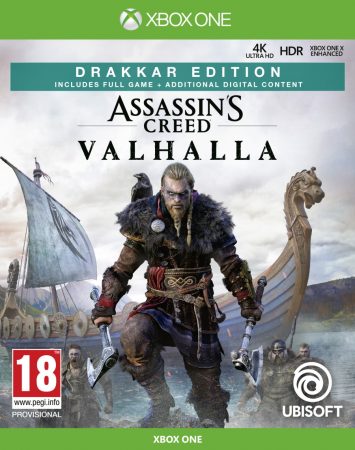 XBOX ONE
4K
ULTRA HD
HDR
XBOX ONE X
ENHANCED
DRAKKAR EDITION
INCLUDES FULL GAME + ADDITIONAL DIGITAL CONTENT
ASSASSIN'S
CREED
VALHALLA
18
www.pegi.info
PROVISIONAL
UBISOFT
XBOX ONE